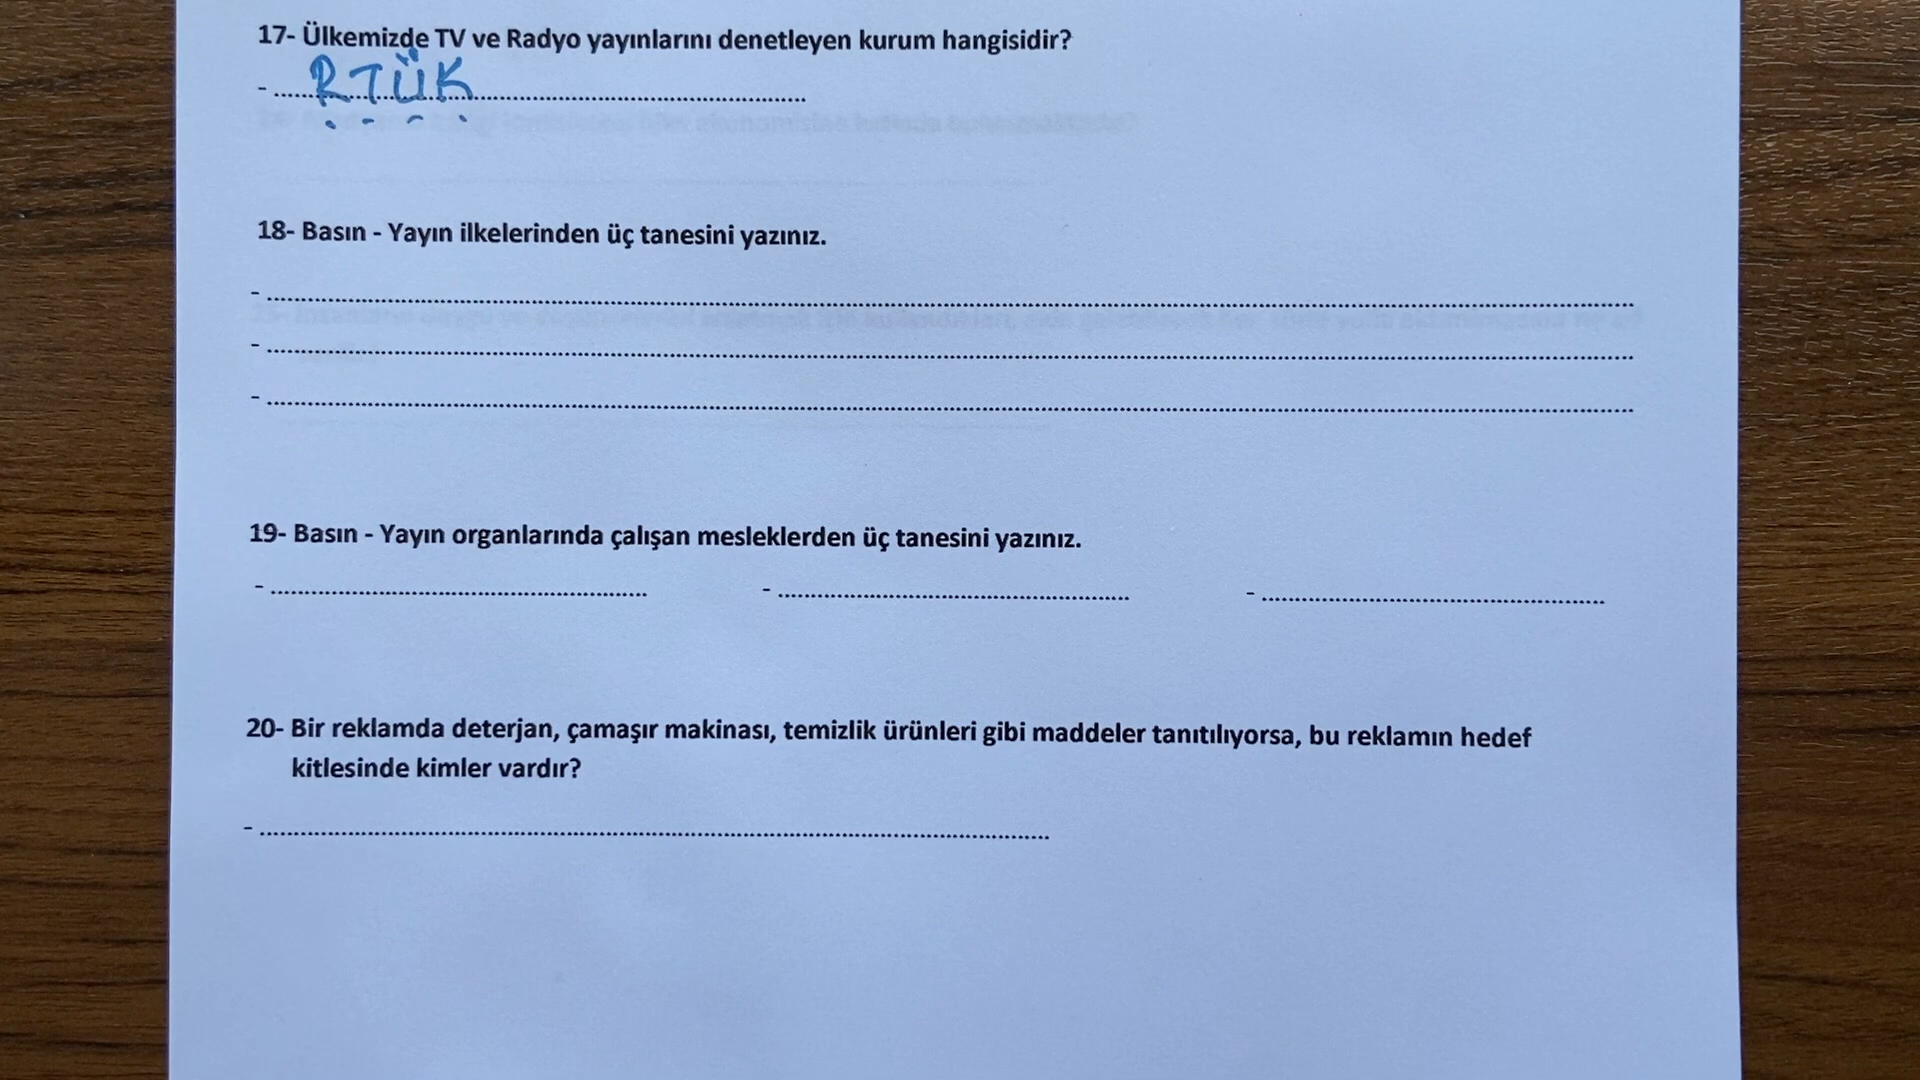 17- Ülkemizde TV ve Radyo yayınlarını denetleyen kurum hangisidir?
- RTÜK
18- Basın - Yayın ilkelerinden üç tanesini yazınız.
-
-
-
19- Basın - Yayın organlarında çalışan mesleklerden üç tanesini yazınız.
- - -
20- Bir reklamda deterjan, çamaşır makinası, temizlik ürünleri gibi maddeler tanıtılıyorsa, bu reklamın hedef
kitlesinde kimler vardır?
-